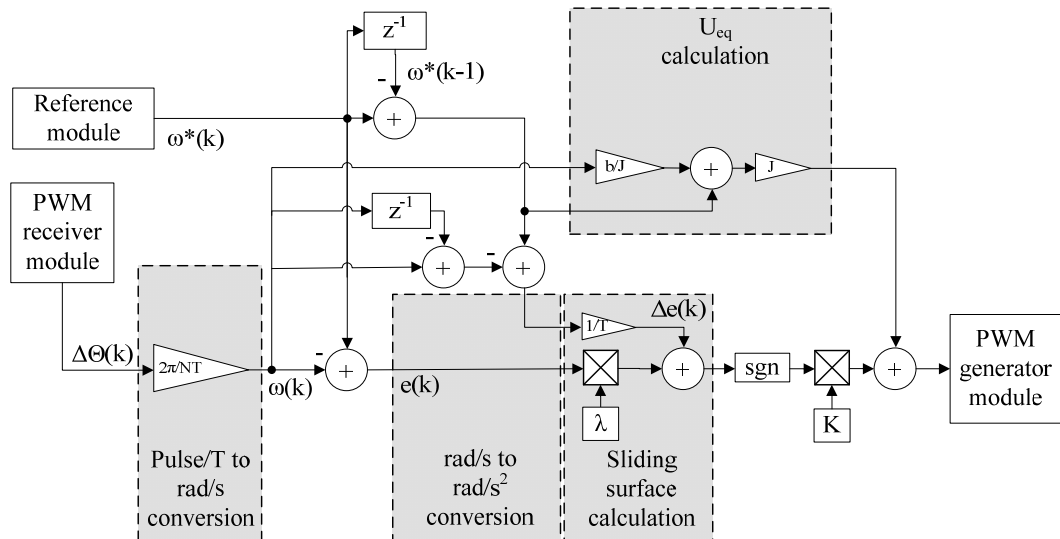 z⁻¹
U_eq
calculation
-
ω*(k-1)
Reference
module
+
ω*(k)
b/J
+
J
PWM
receiver
module
z⁻¹
-
+
-
+
1/T
Δe(k)
ΔΘ(k)
2π/NT
-
+
ω(k)
e(k)
+
sgn
+
PWM
generator
module
λ
K
Pulse/T to
rad/s
conversion
rad/s to
rad/s²
conversion
Sliding
surface
calculation